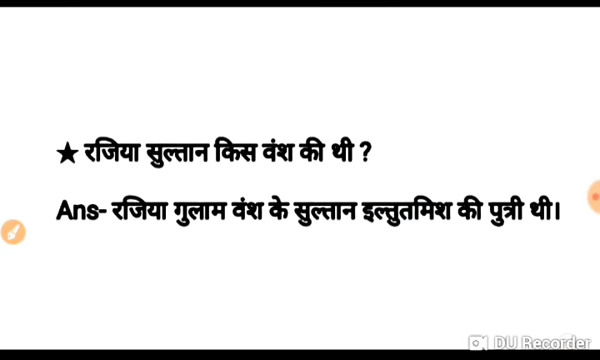 ★ रजिया सुल्तान किस वंश की थी ?
Ans- रजिया गुलाम वंश के सुल्तान इल्तुतमिश की पुत्री थी।
DU Recorder